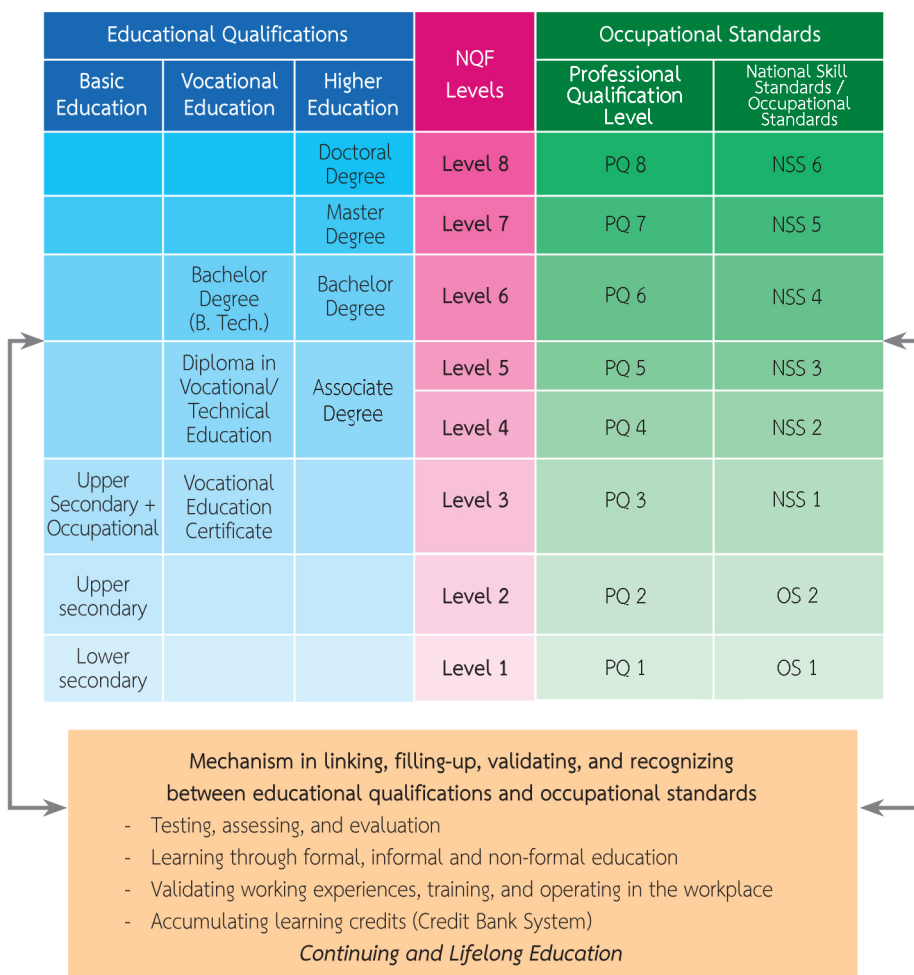 Educational Qualifications
NQF
Levels
Occupational Standards
Basic
Education
Vocational
Education
Higher
Education
Professional
Qualification
Level
National Skill
Standards /
Occupational
Standards
Doctoral
Degree
Level 8
PQ 8
NSS 6
Master
Degree
Level 7
PQ 7
NSS 5
Bachelor
Degree
(B. Tech.)
Bachelor
Degree
Level 6
PQ 6
NSS 4
Diploma in
Vocational/
Technical
Education
Associate
Degree
Level 5
PQ 5
NSS 3
Level 4
PQ 4
NSS 2
Upper
Secondary +
Occupational
Vocational
Education
Certificate
Level 3
PQ 3
NSS 1
Upper
secondary
Level 2
PQ 2
OS 2
Lower
secondary
Level 1
PQ 1
OS 1
Mechanism in linking, filling-up, validating, and recognizing
between educational qualifications and occupational standards
- Testing, assessing, and evaluation
- Learning through formal, informal and non-formal education
- Validating working experiences, training, and operating in the workplace
- Accumulating learning credits (Credit Bank System)
Continuing and Lifelong Education